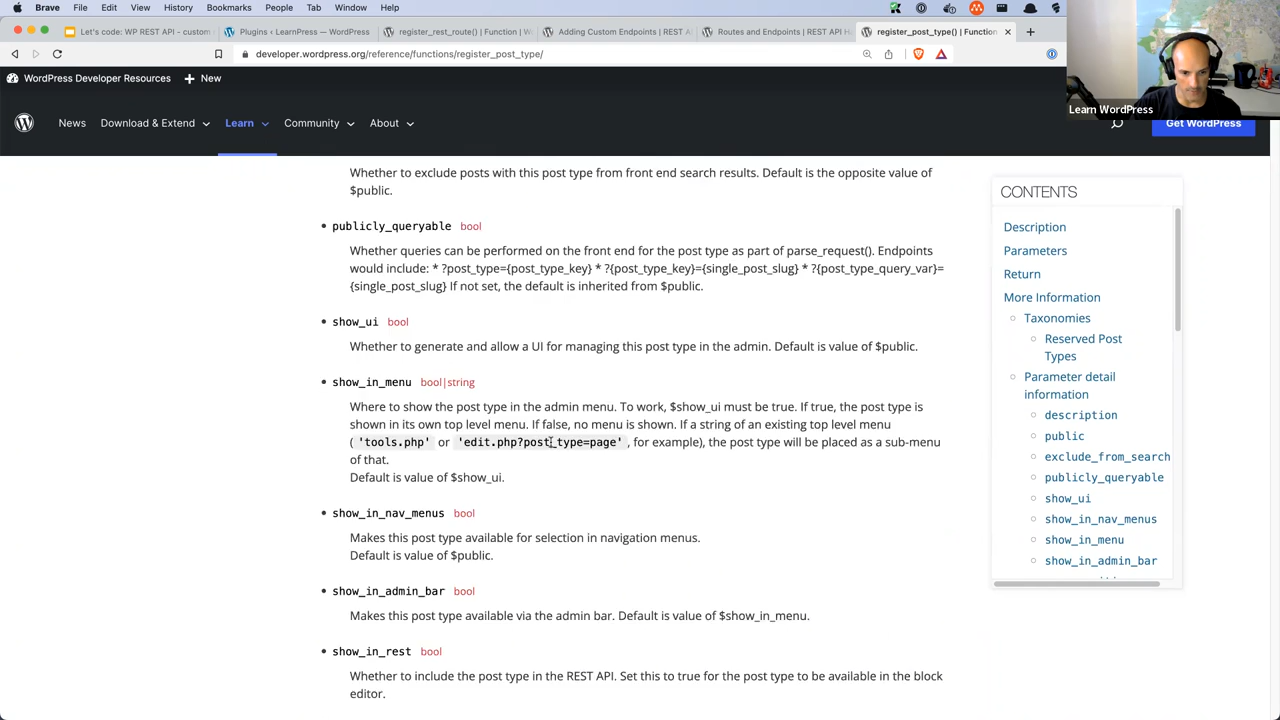 Brave File Edit View History Bookmarks People Tab Window Help
Let's code: WP REST API - custom
Plugins ‹ LearnPress — WordPress
register_rest_route() | Function
Adding Custom Endpoints | REST A
Routes and Endpoints | REST API Ha
register_post_type() | Function
developer.wordpress.org/reference/functions/register_post_type/
WordPress Developer Resources New
News Download & Extend Learn Community About Get WordPress
Learn WordPress
Whether to exclude posts with this post type from front end search results. Default is the opposite value of
$public.
publicly_queryable bool
Whether queries can be performed on the front end for the post type as part of parse_request(). Endpoints
would include: * ?post_type={post_type_key} * ?{post_type_key}={single_post_slug} * ?{post_type_query_var}=
{single_post_slug} If not set, the default is inherited from $public.
show_ui bool
Whether to generate and allow a UI for managing this post type in the admin. Default is value of $public.
show_in_menu bool|string
Where to show the post type in the admin menu. To work, $show_ui must be true. If true, the post type is
shown in its own top level menu. If false, no menu is shown. If a string of an existing top level menu
( 'tools.php' or 'edit.php?post_type=page' , for example), the post type will be placed as a sub-menu
of that.
Default is value of $show_ui.
show_in_nav_menus bool
Makes this post type available for selection in navigation menus.
Default is value of $public.
show_in_admin_bar bool
Makes this post type available via the admin bar. Default is value of $show_in_menu.
show_in_rest bool
Whether to include the post type in the REST API. Set this to true for the post type to be available in the block
editor.
CONTENTS
Description
Parameters
Return
More Information
Taxonomies
Reserved Post
Types
Parameter detail
information
description
public
exclude_from_search
publicly_queryable
show_ui
show_in_nav_menus
show_in_menu
show_in_admin_bar